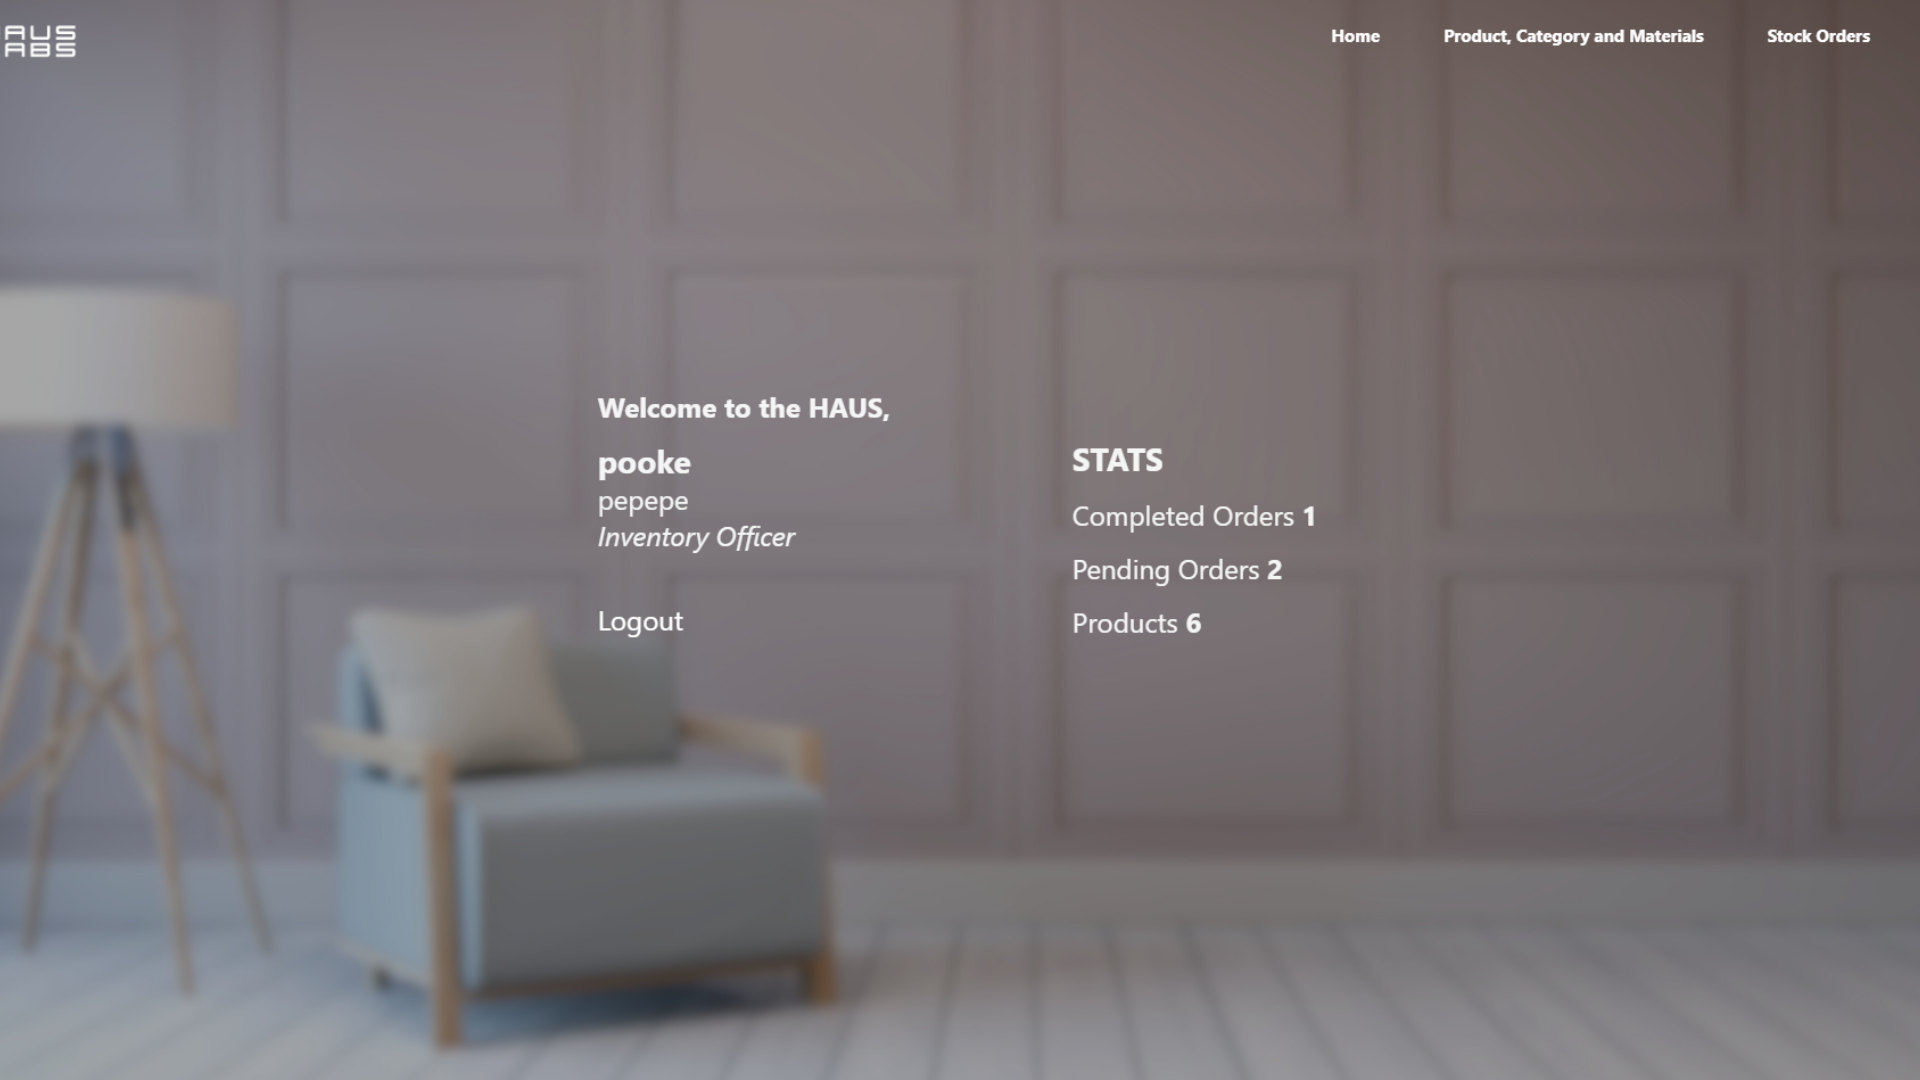 AUS
ABS
Home
Product, Category and Materials
Stock Orders
Welcome to the HAUS,
pooke
pepepe
Inventory Officer
Logout
STATS
Completed Orders 1
Pending Orders 2
Products 6